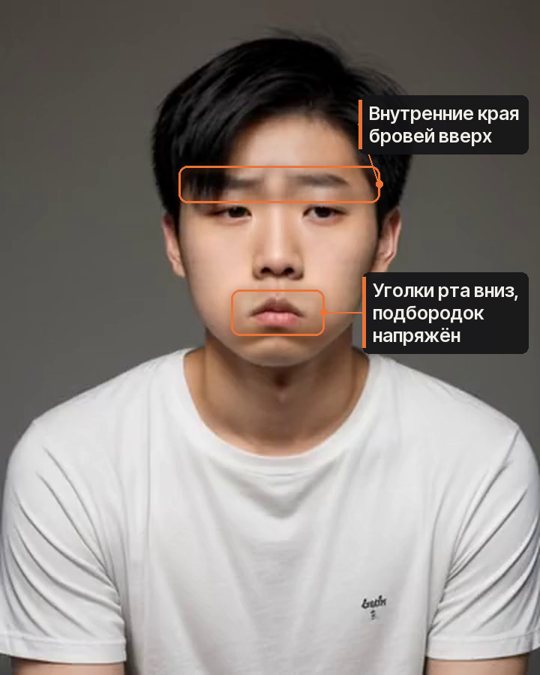 Внутренние края
бровей вверх
Уголки рта вниз,
подбородок
напряжён